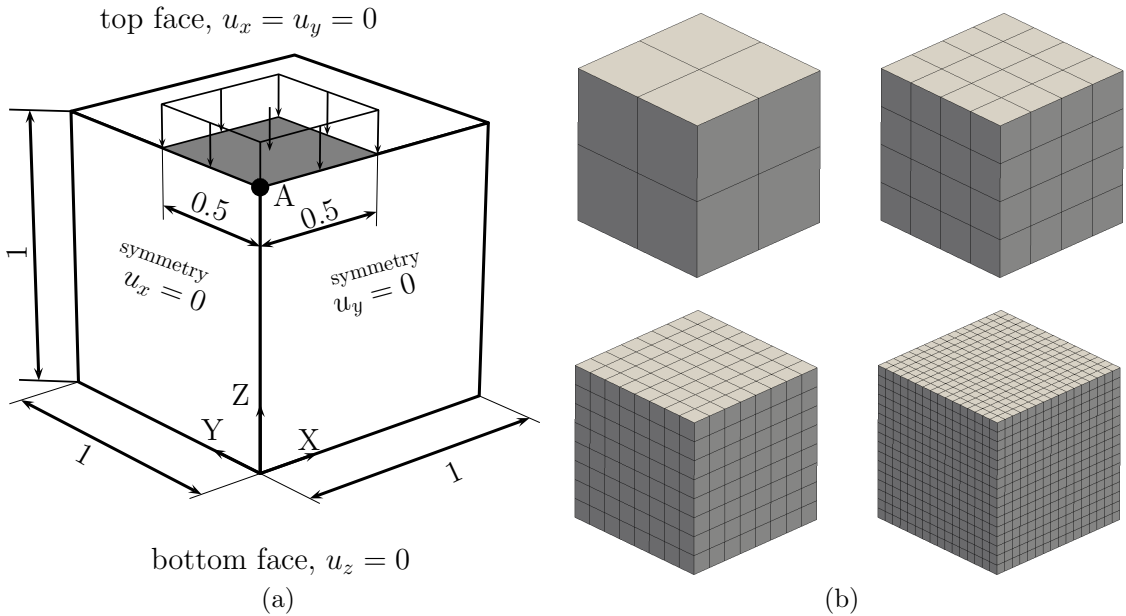 top face, u_x = u_y = 0
A
0.5
0.5
1
symmetry
u_x = 0
symmetry
u_y = 0
Z
Y
X
1
1
bottom face, u_z = 0
(a)
(b)